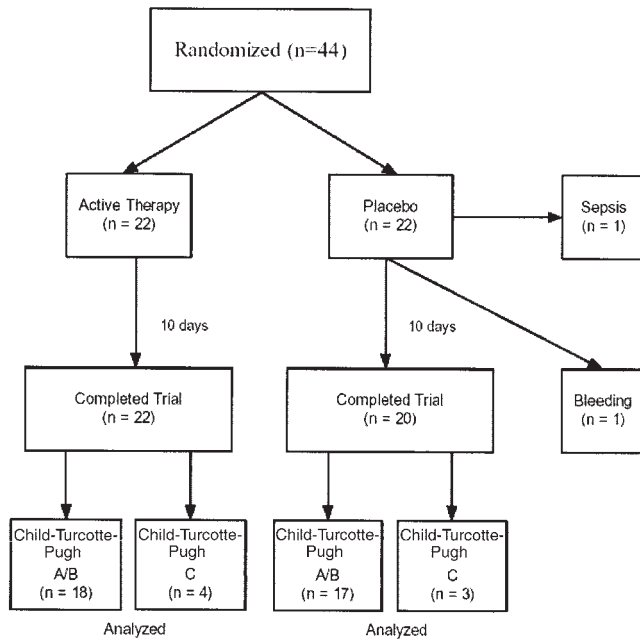 Randomized (n=44)
Active Therapy
(n = 22)
Placebo
(n = 22)
Sepsis
(n = 1)
10 days
10 days
Completed Trial
(n = 22)
Completed Trial
(n = 20)
Bleeding
(n = 1)
Child-Turcotte-
Pugh
A/B
(n = 18)
Child-Turcotte-
Pugh
C
(n = 4)
Child-Turcotte-
Pugh
A/B
(n = 17)
Child-Turcotte-
Pugh
C
(n = 3)
Analyzed
Analyzed